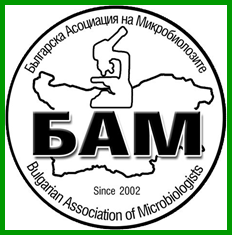 Българска Асоциация на Микробиолозите
БАМ
Since 2002
Bulgarian Association of Microbiologists